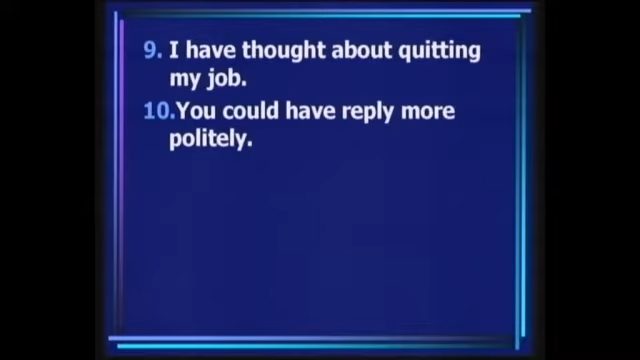 9. I have thought about quitting
my job.
10.You could have reply more
politely.